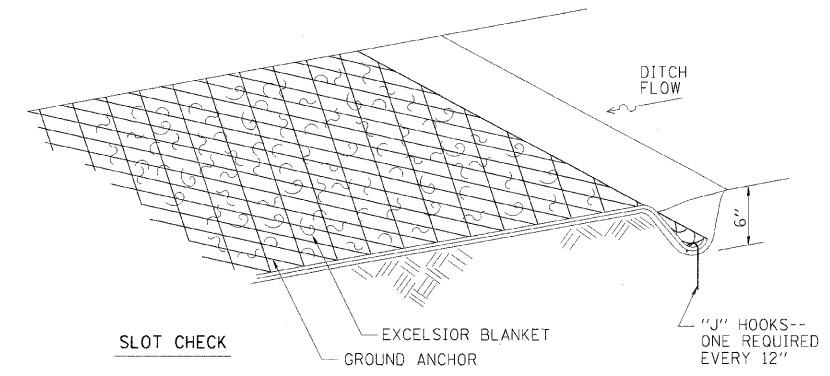 DITCH
FLOW
6"
EXCELSIOR BLANKET
GROUND ANCHOR
SLOT CHECK
"J" HOOKS--
ONE REQUIRED
EVERY 12"